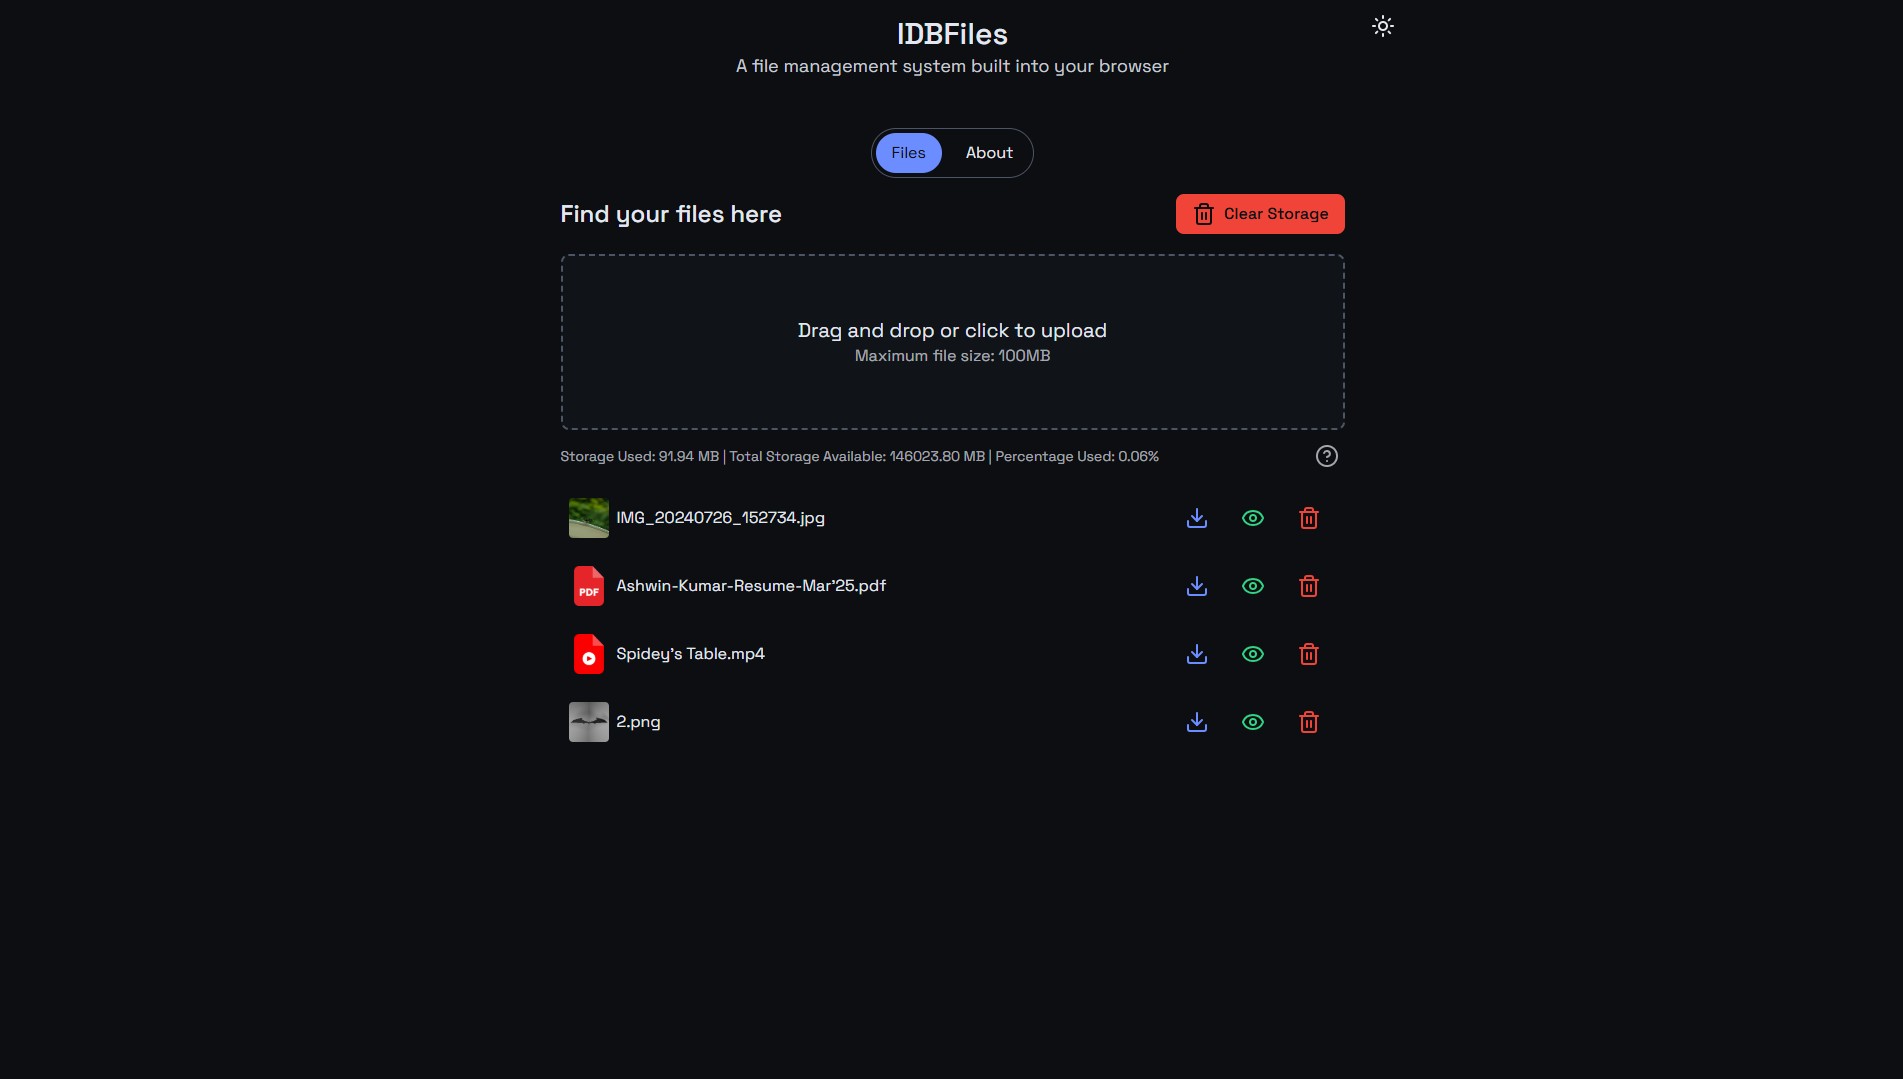 IDBFiles
A file management system built into your browser
Files About
Find your files here
Clear Storage
Drag and drop or click to upload
Maximum file size: 100MB
Storage Used: 91.94 MB | Total Storage Available: 146023.80 MB | Percentage Used: 0.06%
IMG_20240726_152734.jpg
PDF
Ashwin-Kumar-Resume-Mar'25.pdf
Spidey's Table.mp4
2.png